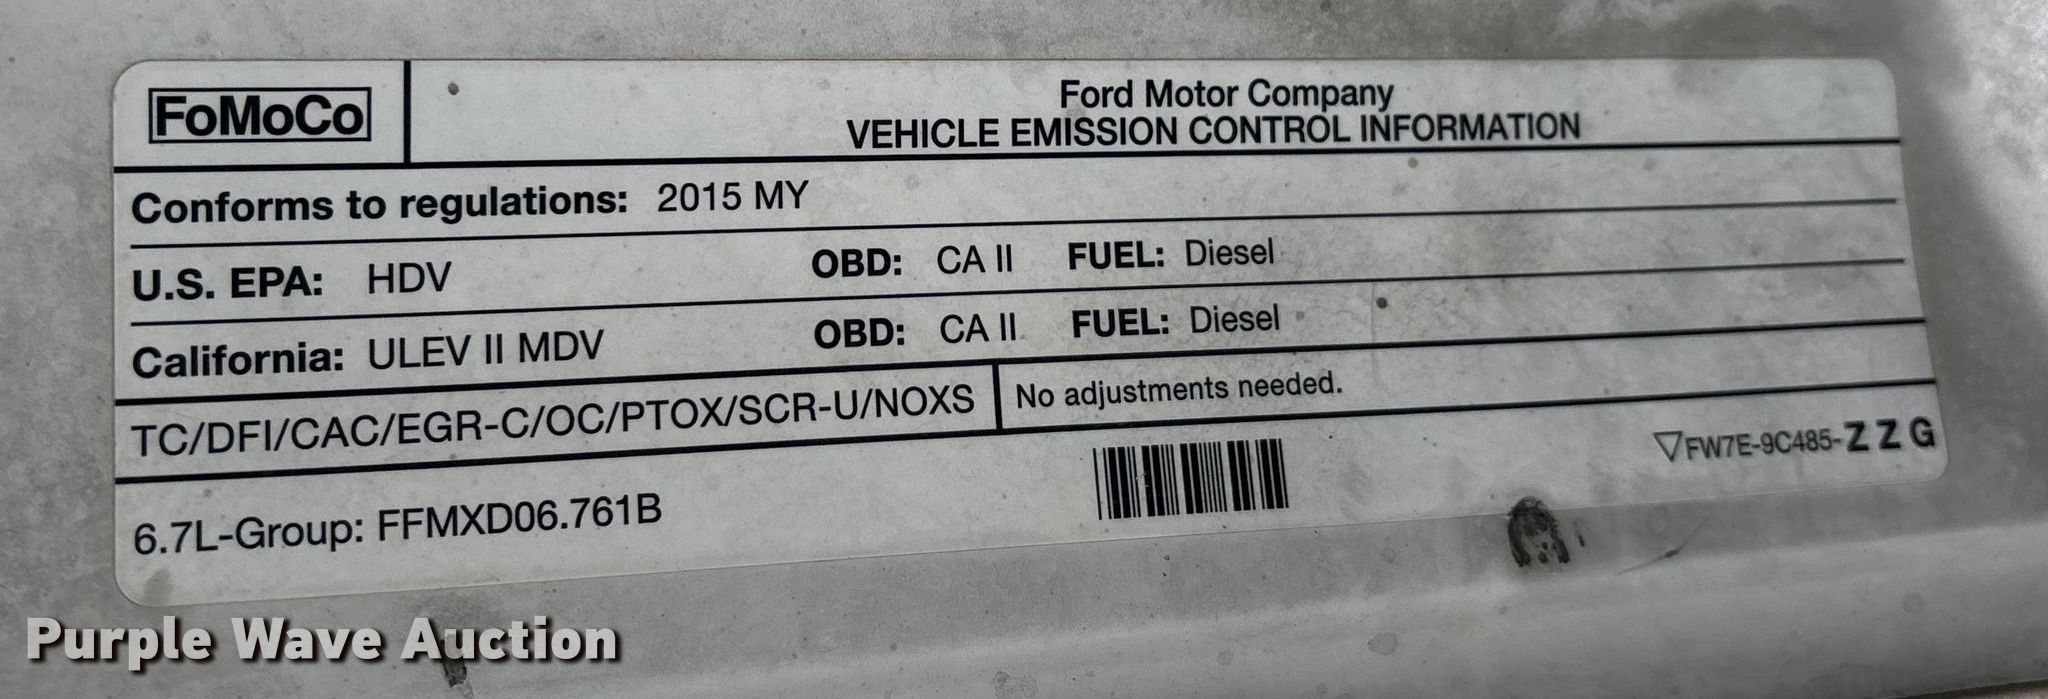 FoMoCo
Ford Motor Company
VEHICLE EMISSION CONTROL INFORMATION
Conforms to regulations: 2015 MY
U.S. EPA: HDV OBD: CA II FUEL: Diesel
California: ULEV II MDV OBD: CA II FUEL: Diesel
TC/DFI/CAC/EGR-C/OC/PTOX/SCR-U/NOXS No adjustments needed.
6.7L-Group: FFMXD06.761B
FW7E-9C485-Z Z G
Purple Wave Auction